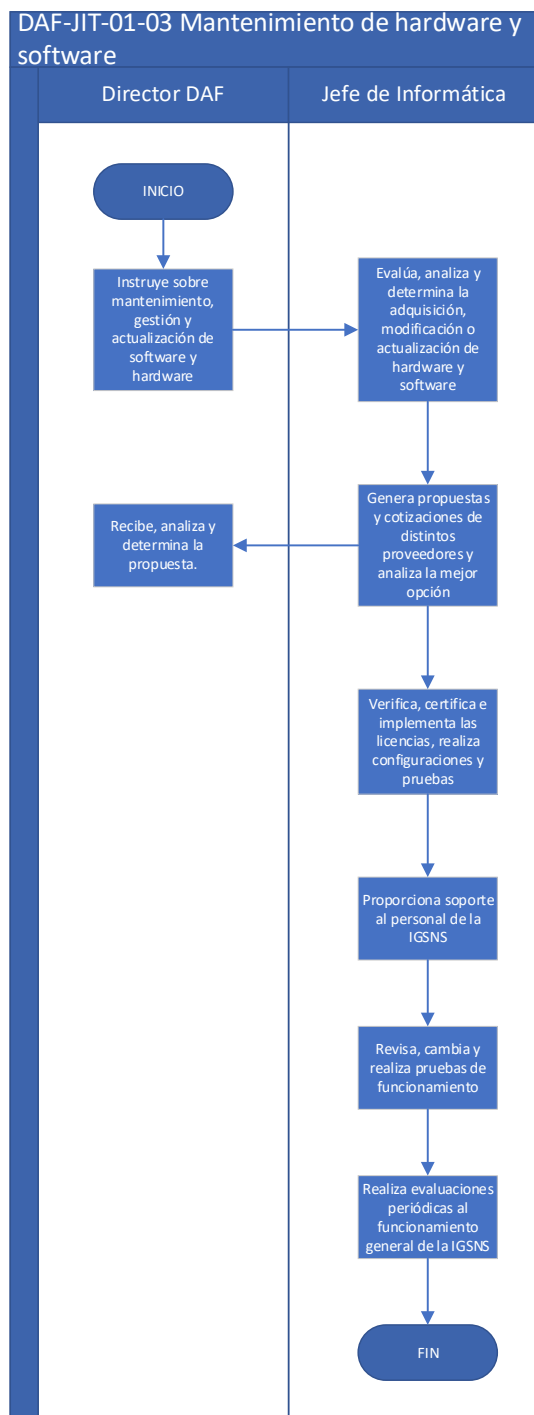 DAF-JIT-01-03 Mantenimiento de hardware y
software
Director DAF
Jefe de Informática
INICIO
Instruye sobre
mantenimiento,
gestión y
actualización de
software y
hardware
Evalúa, analiza y
determina la
adquisición,
modificación o
actualización de
hardware y
software
Genera propuestas
y cotizaciones de
distintos
proveedores y
analiza la mejor
opción
Recibe, analiza y
determina la
propuesta.
Verifica, certifica e
implementa las
licencias, realiza
configuraciones y
pruebas
Proporciona soporte
al personal de la
IGSNS
Revisa, cambia y
realiza pruebas de
funcionamiento
Realiza evaluaciones
periódicas al
funcionamiento
general de la IGSNS
FIN